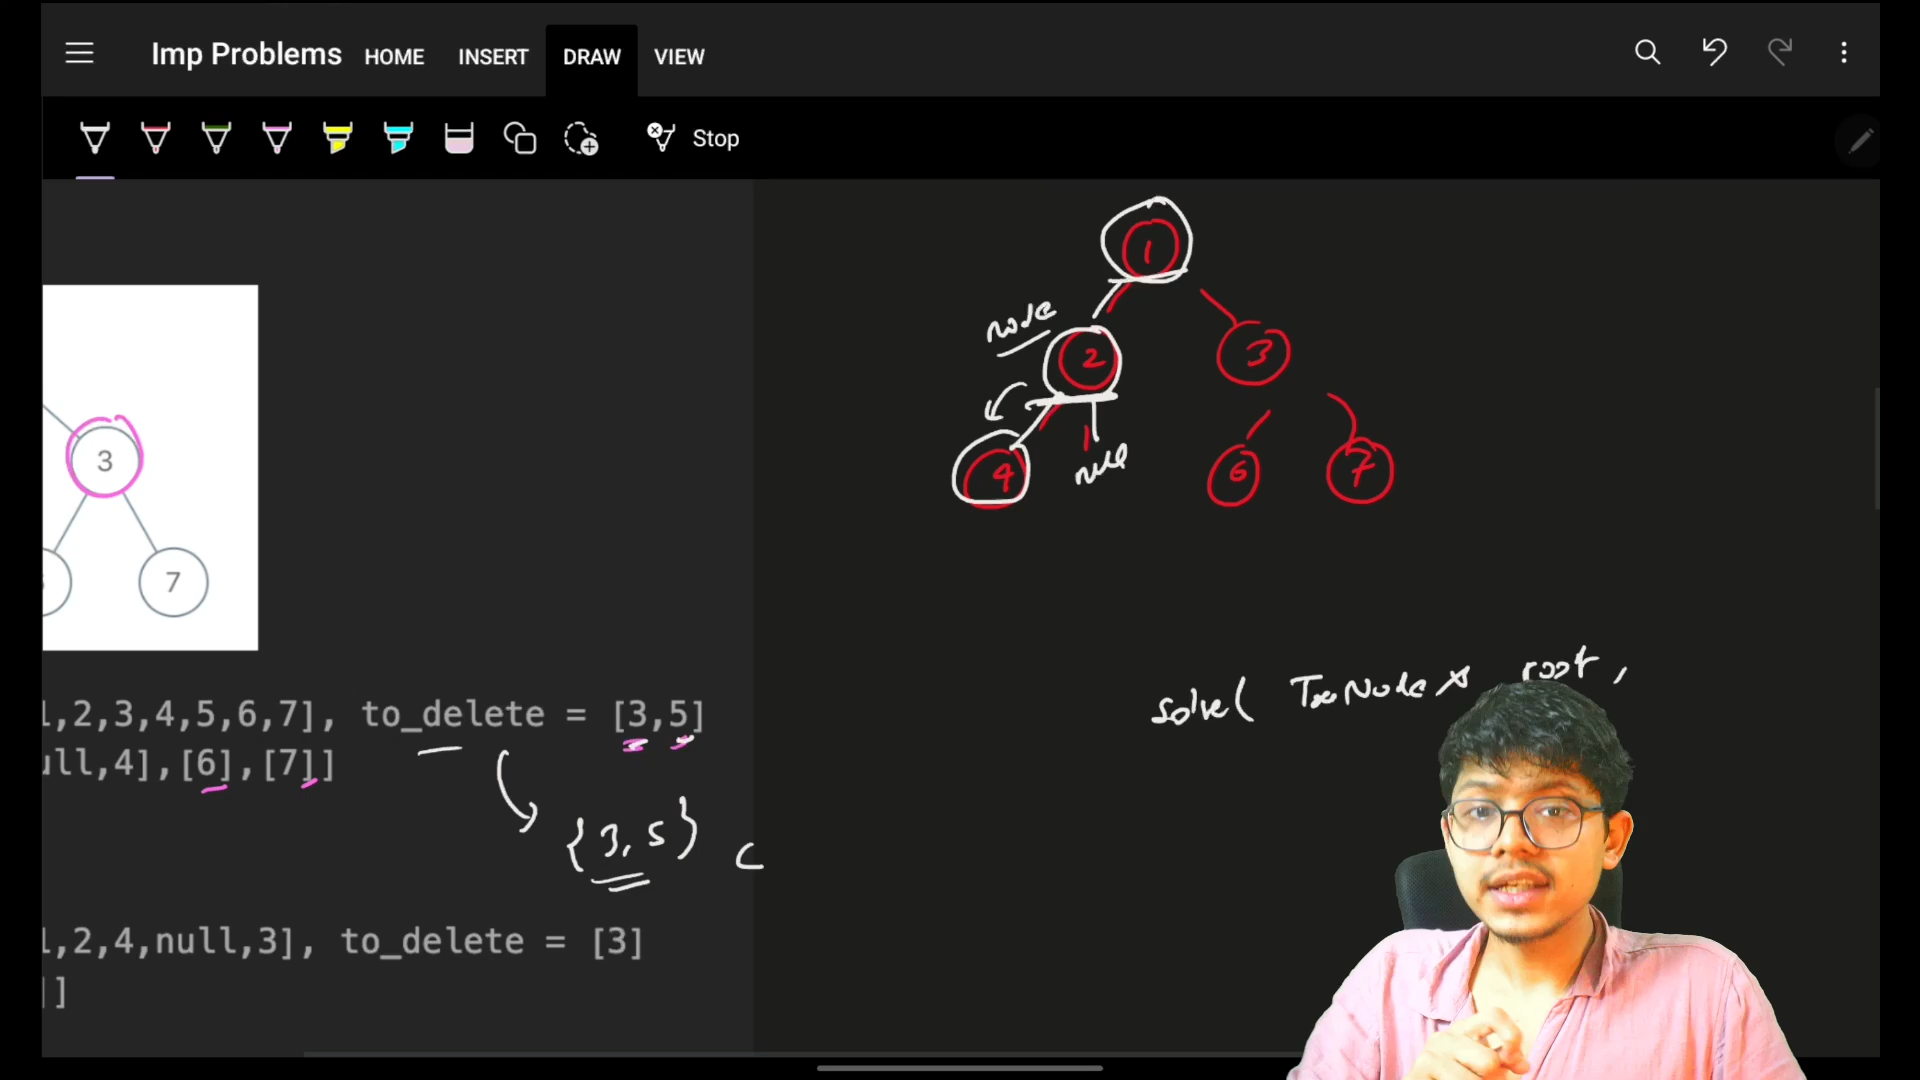 Imp Problems HOME INSERT DRAW VIEW
Stop
1
node
2 3
3
4 null 6 7
7
solve( TreeNode* root,
1,2,3,4,5,6,7], to_delete = [3,5]
ull,4],[6],[7]]
{3,5}
1,2,4,null,3], to_delete = [3]
]]